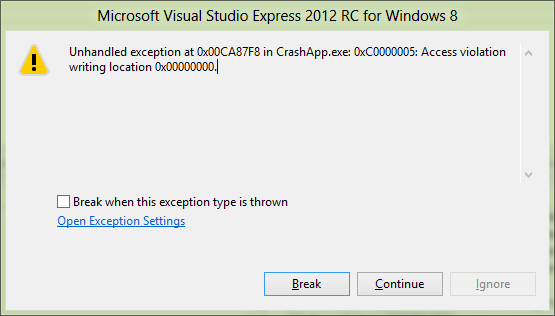 Microsoft Visual Studio Express 2012 RC for Windows 8
Unhandled exception at 0x00CA87F8 in CrashApp.exe: 0xC0000005: Access violation
writing location 0x00000000.
Break when this exception type is thrown
Open Exception Settings
Break
Continue
Ignore